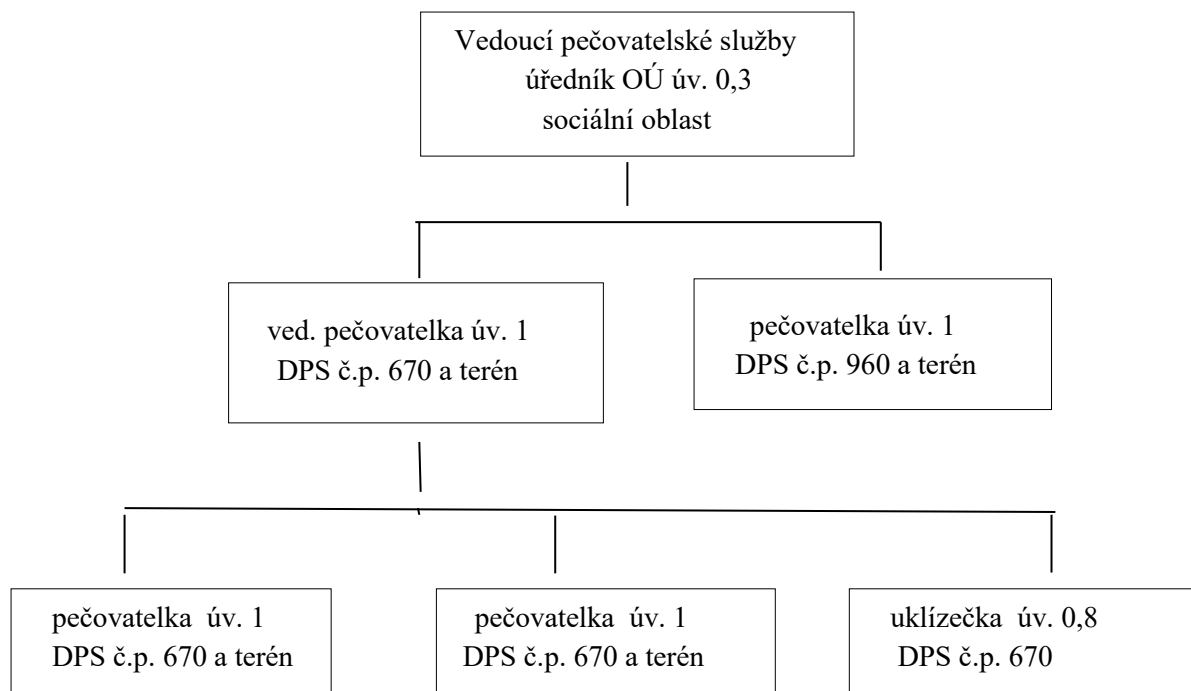 Vedoucí pečovatelské služby
úředník OÚ úv. 0,3
sociální oblast
ved. pečovatelka úv. 1
DPS č.p. 670 a terén
pečovatelka úv. 1
DPS č.p. 960 a terén
pečovatelka úv. 1
DPS č.p. 670 a terén
pečovatelka úv. 1
DPS č.p. 670 a terén
uklízečka úv. 0,8
DPS č.p. 670